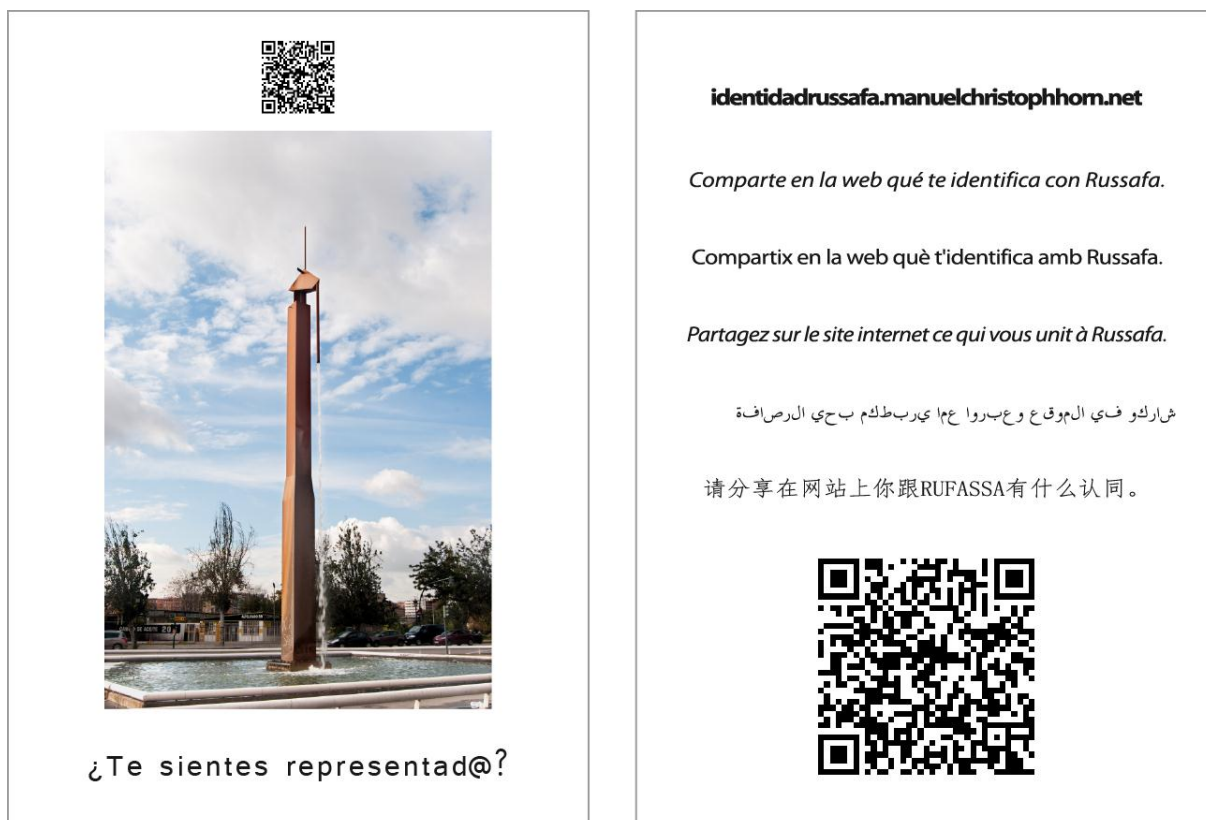 ¿Te sientes representad@?
identidadrussafa.manuelchristophhorn.net
Comparte en la web qué te identifica con Russafa.
Compartix en la web què t'identifica amb Russafa.
Partagez sur le site internet ce qui vous unit à Russafa.
شاركو في الموقع وعبروا عما يربطكم بحي الرصافة
请分享在网站上你跟RUFASSA有什么认同。